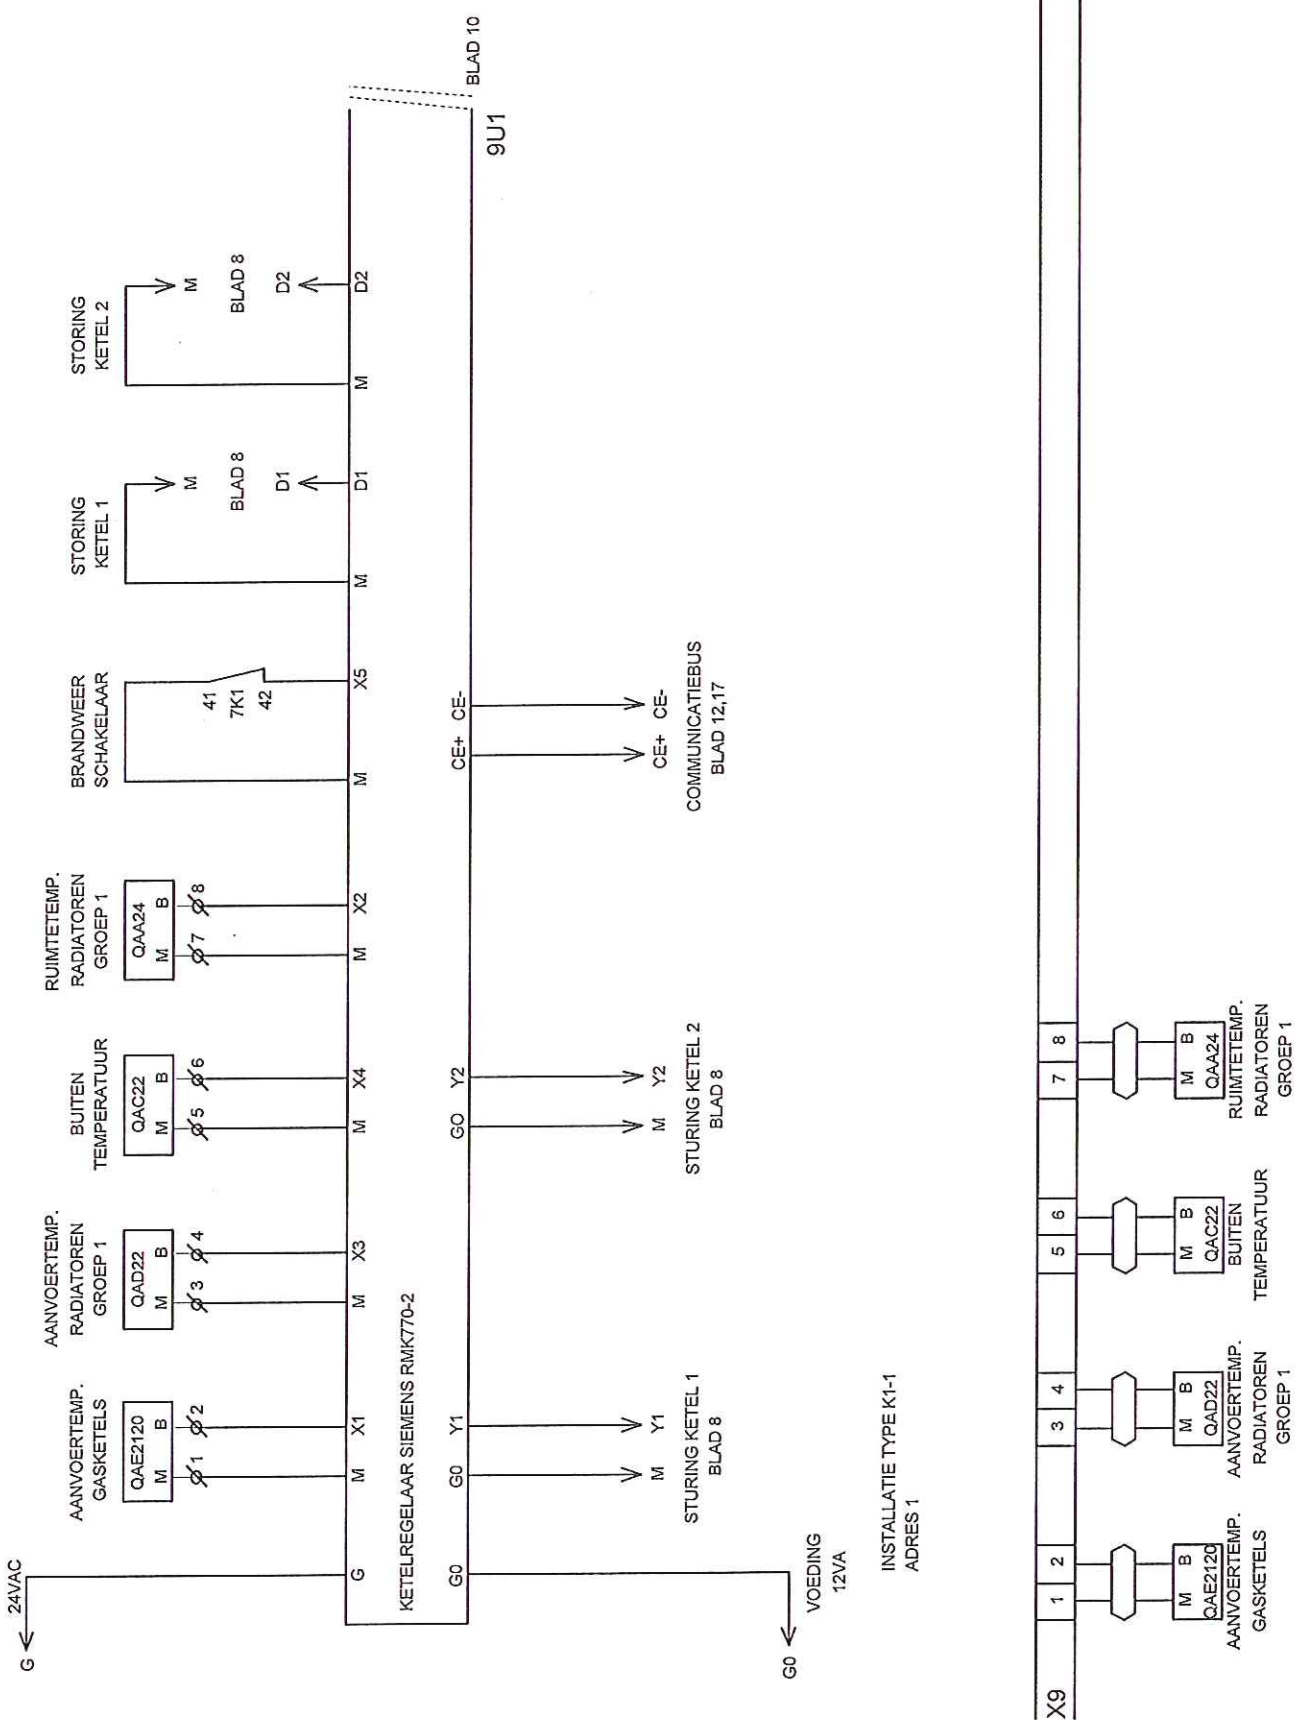 G
24VAC
AANVOERTEMP.
GASKETELS
QAE2120
M B
1 2
AANVOERTEMP.
RADIATOREN
GROEP 1
QAD22
M B
3 4
BUITEN
TEMPERATUUR
QAC22
M B
5 6
RUIMTETEMP.
RADIATOREN
GROEP 1
QAA24
M B
7 8
BRANDWEER
SCHAKELAAR
41
7K1
42
STORING
KETEL 1
M
BLAD 8
D1
STORING
KETEL 2
M
BLAD 8
D2
G M X1 M X3 M X4 M X2 M X5 M D1 M D2
KETELREGELAAR SIEMENS RMK770-2
G0 G0 Y1 GO Y2 CE+ CE-
9U1
BLAD 10
M Y1
STURING KETEL 1
BLAD 8
M Y2
STURING KETEL 2
BLAD 8
CE+ CE-
COMMUNICATIEBUS
BLAD 12,17
G0
VOEDING
12VA
INSTALLATIE TYPE K1-1
ADRES 1
X9
1 2 3 4 5 6 7 8
M B
QAE2120
AANVOERTEMP.
GASKETELS
M B
QAD22
AANVOERTEMP.
RADIATOREN
GROEP 1
M B
QAC22
BUITEN
TEMPERATUUR
M B
QAA24
RUIMTETEMP.
RADIATOREN
GROEP 1